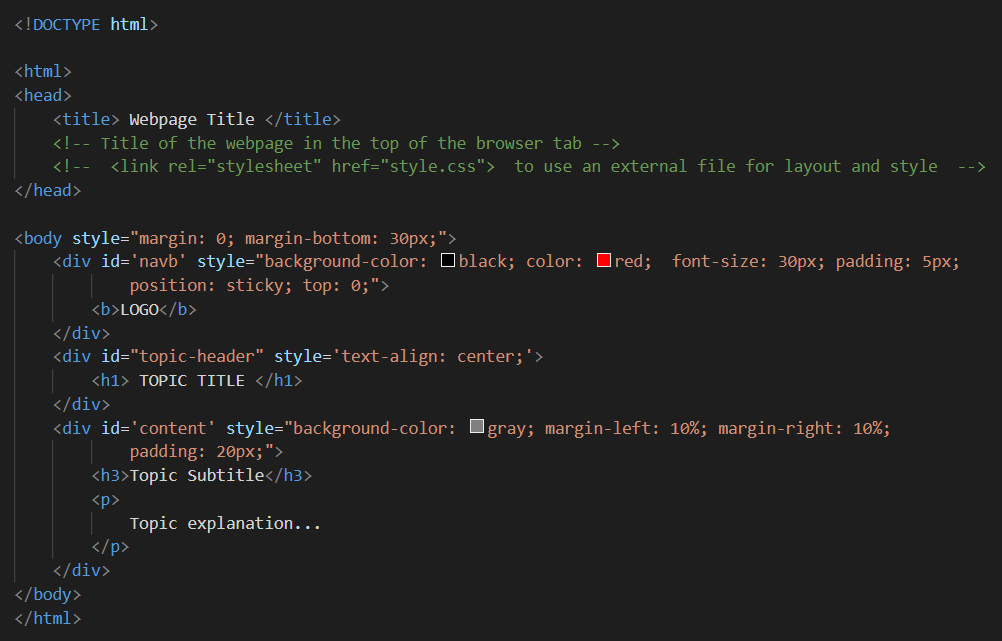 <!DOCTYPE html>
<html>
<head>
<title> Webpage Title </title>
<!-- Title of the webpage in the top of the browser tab -->
<!--  <link rel="stylesheet" href="style.css">  to use an external file for layout and style  -->
</head>
<body style="margin: 0; margin-bottom: 30px;">
<div id='navb' style="background-color: black; color: red;  font-size: 30px; padding: 5px;
position: sticky; top: 0;">
<b>LOGO</b>
</div>
<div id="topic-header" style='text-align: center;'>
<h1> TOPIC TITLE </h1>
</div>
<div id='content' style="background-color: gray; margin-left: 10%; margin-right: 10%;
padding: 20px;">
<h3>Topic Subtitle</h3>
<p>
Topic explanation...
</p>
</div>
</body>
</html>